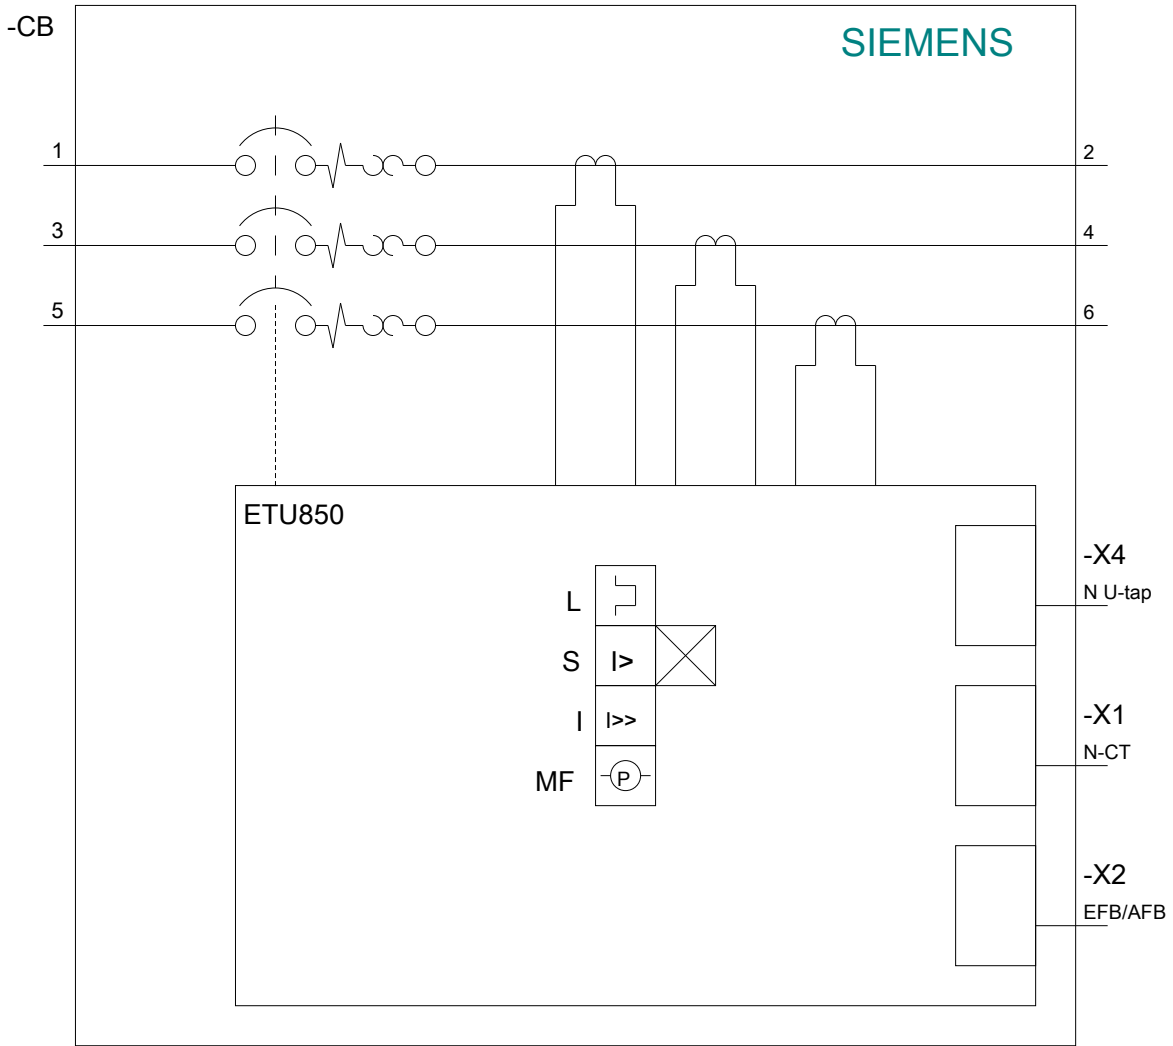 -CB
SIEMENS
1
2
3
4
5
6
ETU850
-X4
N U-tap
L
S
I>
I
I>>
-X1
N-CT
MF
P
-X2
EFB/AFB